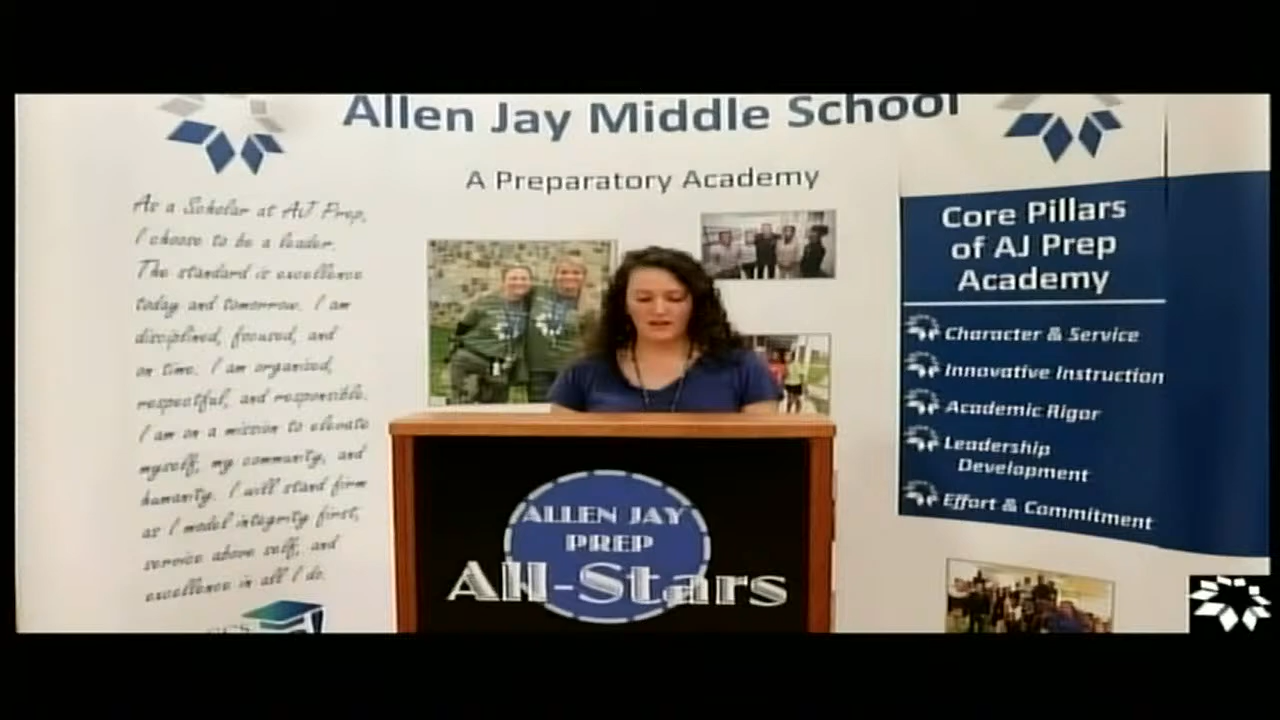 Allen Jay Middle School
A Preparatory Academy
As a Scholar at AJ Prep,
I choose to be a leader.
The standard is excellence
today and tomorrow. I am
disciplined, focused, and
on time. I am organized,
respectful, and responsible.
I am on a mission to elevate
myself, my community, and
humanity. I will stand firm
as I model integrity first,
service above self, and
excellence in all I do.
GCS
Core Pillars
of AJ Prep
Academy
Character & Service
Innovative Instruction
Academic Rigor
Leadership
Development
Effort & Commitment
ALLEN JAY
PREP
All-Stars